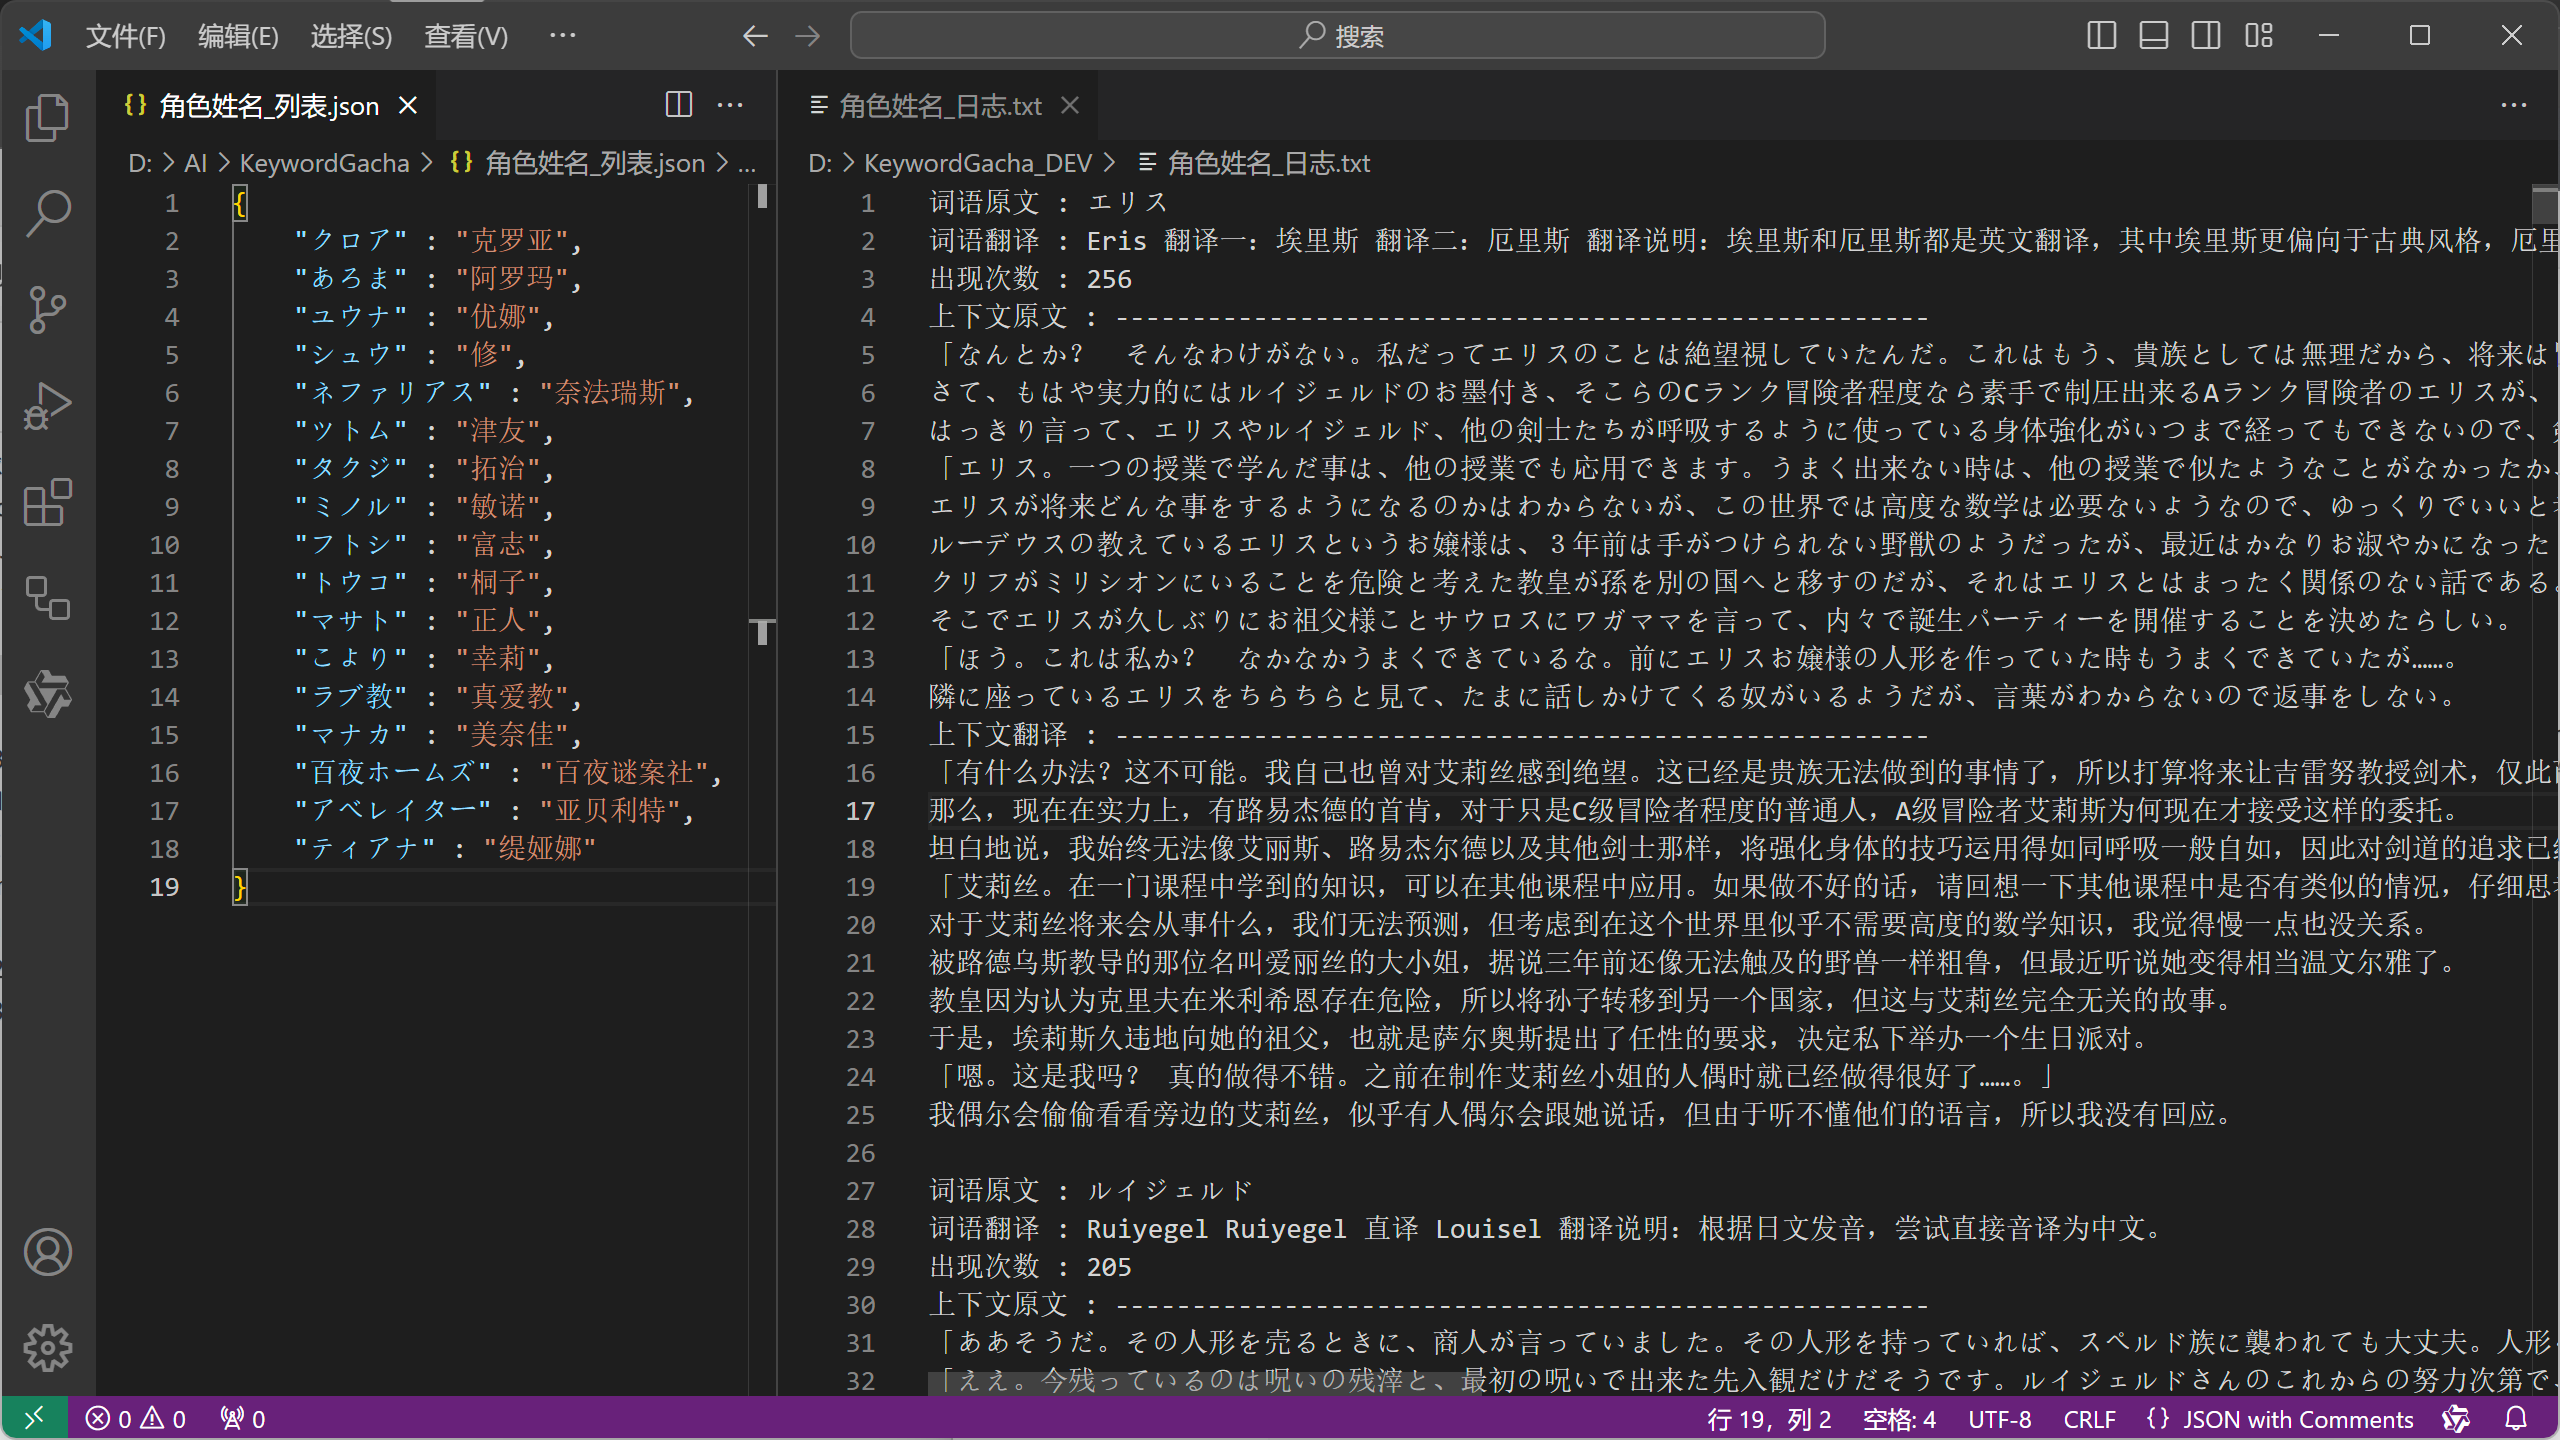 文件(F) 编辑(E) 选择(S) 查看(V) ··· 搜索
角色姓名_列表.json
D: > AI > KeywordGacha > {} 角色姓名_列表.json > ...
1 {
2 "クロア" : "克罗亚",
3 "あろま" : "阿罗玛",
4 "ユウナ" : "优娜",
5 "シュウ" : "修",
6 "ネファリアス" : "奈法瑞斯",
7 "ツトム" : "津友",
8 "タクジ" : "拓治",
9 "ミノル" : "敏诺",
10 "フトシ" : "富志",
11 "トウコ" : "桐子",
12 "マサト" : "正人",
13 "こより" : "幸莉",
14 "ラブ教" : "真爱教",
15 "マナカ" : "美奈佳",
16 "百夜ホームズ" : "百夜谜案社",
17 "アベレイター" : "亚贝利特",
18 "ティアナ" : "缇娅娜"
19 }
角色姓名_日志.txt
D: > KeywordGacha_DEV > 角色姓名_日志.txt
1 词语原文 : エリス
2 词语翻译 : Eris 翻译一：埃里斯 翻译二：厄里斯 翻译说明：埃里斯和厄里斯都是英文翻译，其中埃里斯更偏向于古典风格，厄里
3 出现次数 : 256
4 上下文原文 : -----------------------------------------------------
5 「なんとか？　そんなわけがない。私だってエリスのことは絶望視していたんだ。これはもう、貴族としては無理だから、将来は
6 さて、もはや実力的にはルイジェルドのお墨付き、そこらのCランク冒険者程度なら素手で制圧出来るAランク冒険者のエリスが、
7 はっきり言って、エリスやルイジェルド、他の剣士たちが呼吸するように使っている身体強化がいつまで経ってもできないので、
8 「エリス。一つの授業で学んだ事は、他の授業でも応用できます。うまく出来ない時は、他の授業で似たようなことがなかったか、
9 エリスが将来どんな事をするようになるのかはわからないが、この世界では高度な数学は必要ないようなので、ゆっくりでいいと
10 ルーデウスの教えているエリスというお嬢様は、３年前は手がつけられない野獣のようだったが、最近はかなりお淑やかになった
11 クリフがミリシオンにいることを危険と考えた教皇が孫を別の国へと移すのだが、それはエリスとはまったく関係のない話である。
12 そこでエリスが久しぶりにお祖父様ことサウロスにワガママを言って、内々で誕生パーティーを開催することを決めたらしい。
13 「ほう。これは私か？　なかなかうまくできているな。前にエリスお嬢様の人形を作っていた時もうまくできていたが……。
14 隣に座っているエリスをちらちらと見て、たまに話しかけてくる奴がいるようだが、言葉がわからないので返事をしない。
15 上下文翻译 : -----------------------------------------------------
16 「有什么办法？这不可能。我自己也曾对艾莉丝感到绝望。这已经是贵族无法做到的事情了，所以打算将来让吉雷努教授剑术，仅此
17 那么，现在在实力上，有路易杰德的首肯，对于只是C级冒险者程度的普通人，A级冒险者艾莉斯为何现在才接受这样的委托。
18 坦白地说，我始终无法像艾丽斯、路易杰尔德以及其他剑士那样，将强化身体的技巧运用得如同呼吸一般自如，因此对剑道的追求已
19 「艾莉丝。在一门课程中学到的知识，可以在其他课程中应用。如果做不好的话，请回想一下其他课程中是否有类似的情况，仔细思
20 对于艾莉丝将来会从事什么，我们无法预测，但考虑到在这个世界里似乎不需要高度的数学知识，我觉得慢一点也没关系。
21 被路德乌斯教导的那位名叫爱丽丝的大小姐，据说三年前还像无法触及的野兽一样粗鲁，但最近听说她变得相当温文尔雅了。
22 教皇因为认为克里夫在米利希恩存在危险，所以将孙子转移到另一个国家，但这与艾莉丝完全无关的故事。
23 于是，埃莉斯久违地向她的祖父，也就是萨尔奥斯提出了任性的要求，决定私下举办一个生日派对。
24 「嗯。这是我吗？ 真的做得不错。之前在制作艾莉丝小姐的人偶时就已经做得很好了……。」
25 我偶尔会偷偷看看旁边的艾莉丝，似乎有人偶尔会跟她说话，但由于听不懂他们的语言，所以我没有回应。
26
27 词语原文 : ルイジェルド
28 词语翻译 : Ruiyegel Ruiyegel 直译 Louisel 翻译说明：根据日文发音，尝试直接音译为中文。
29 出现次数 : 205
30 上下文原文 : -----------------------------------------------------
31 「ああそうだ。その人形を売るときに、商人が言っていました。その人形を持っていれば、スペルド族に襲われても大丈夫。人形
32 「ええ。今残っているのは呪いの残滓と、最初の呪いで出来た先入観だけだそうです。ルイジェルドさんのこれからの努力次第で、
0 0 0 行 19，列 2 空格: 4 UTF-8 CRLF {} JSON with Comments